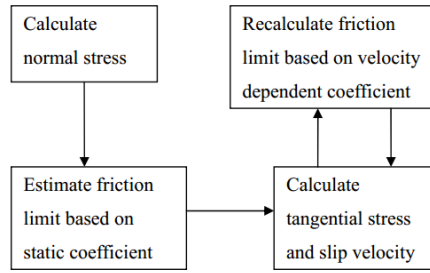 Calculate
normal stress
Recalculate friction
limit based on velocity
dependent coefficient
Estimate friction
limit based on
static coefficient
Calculate
tangential stress
and slip velocity